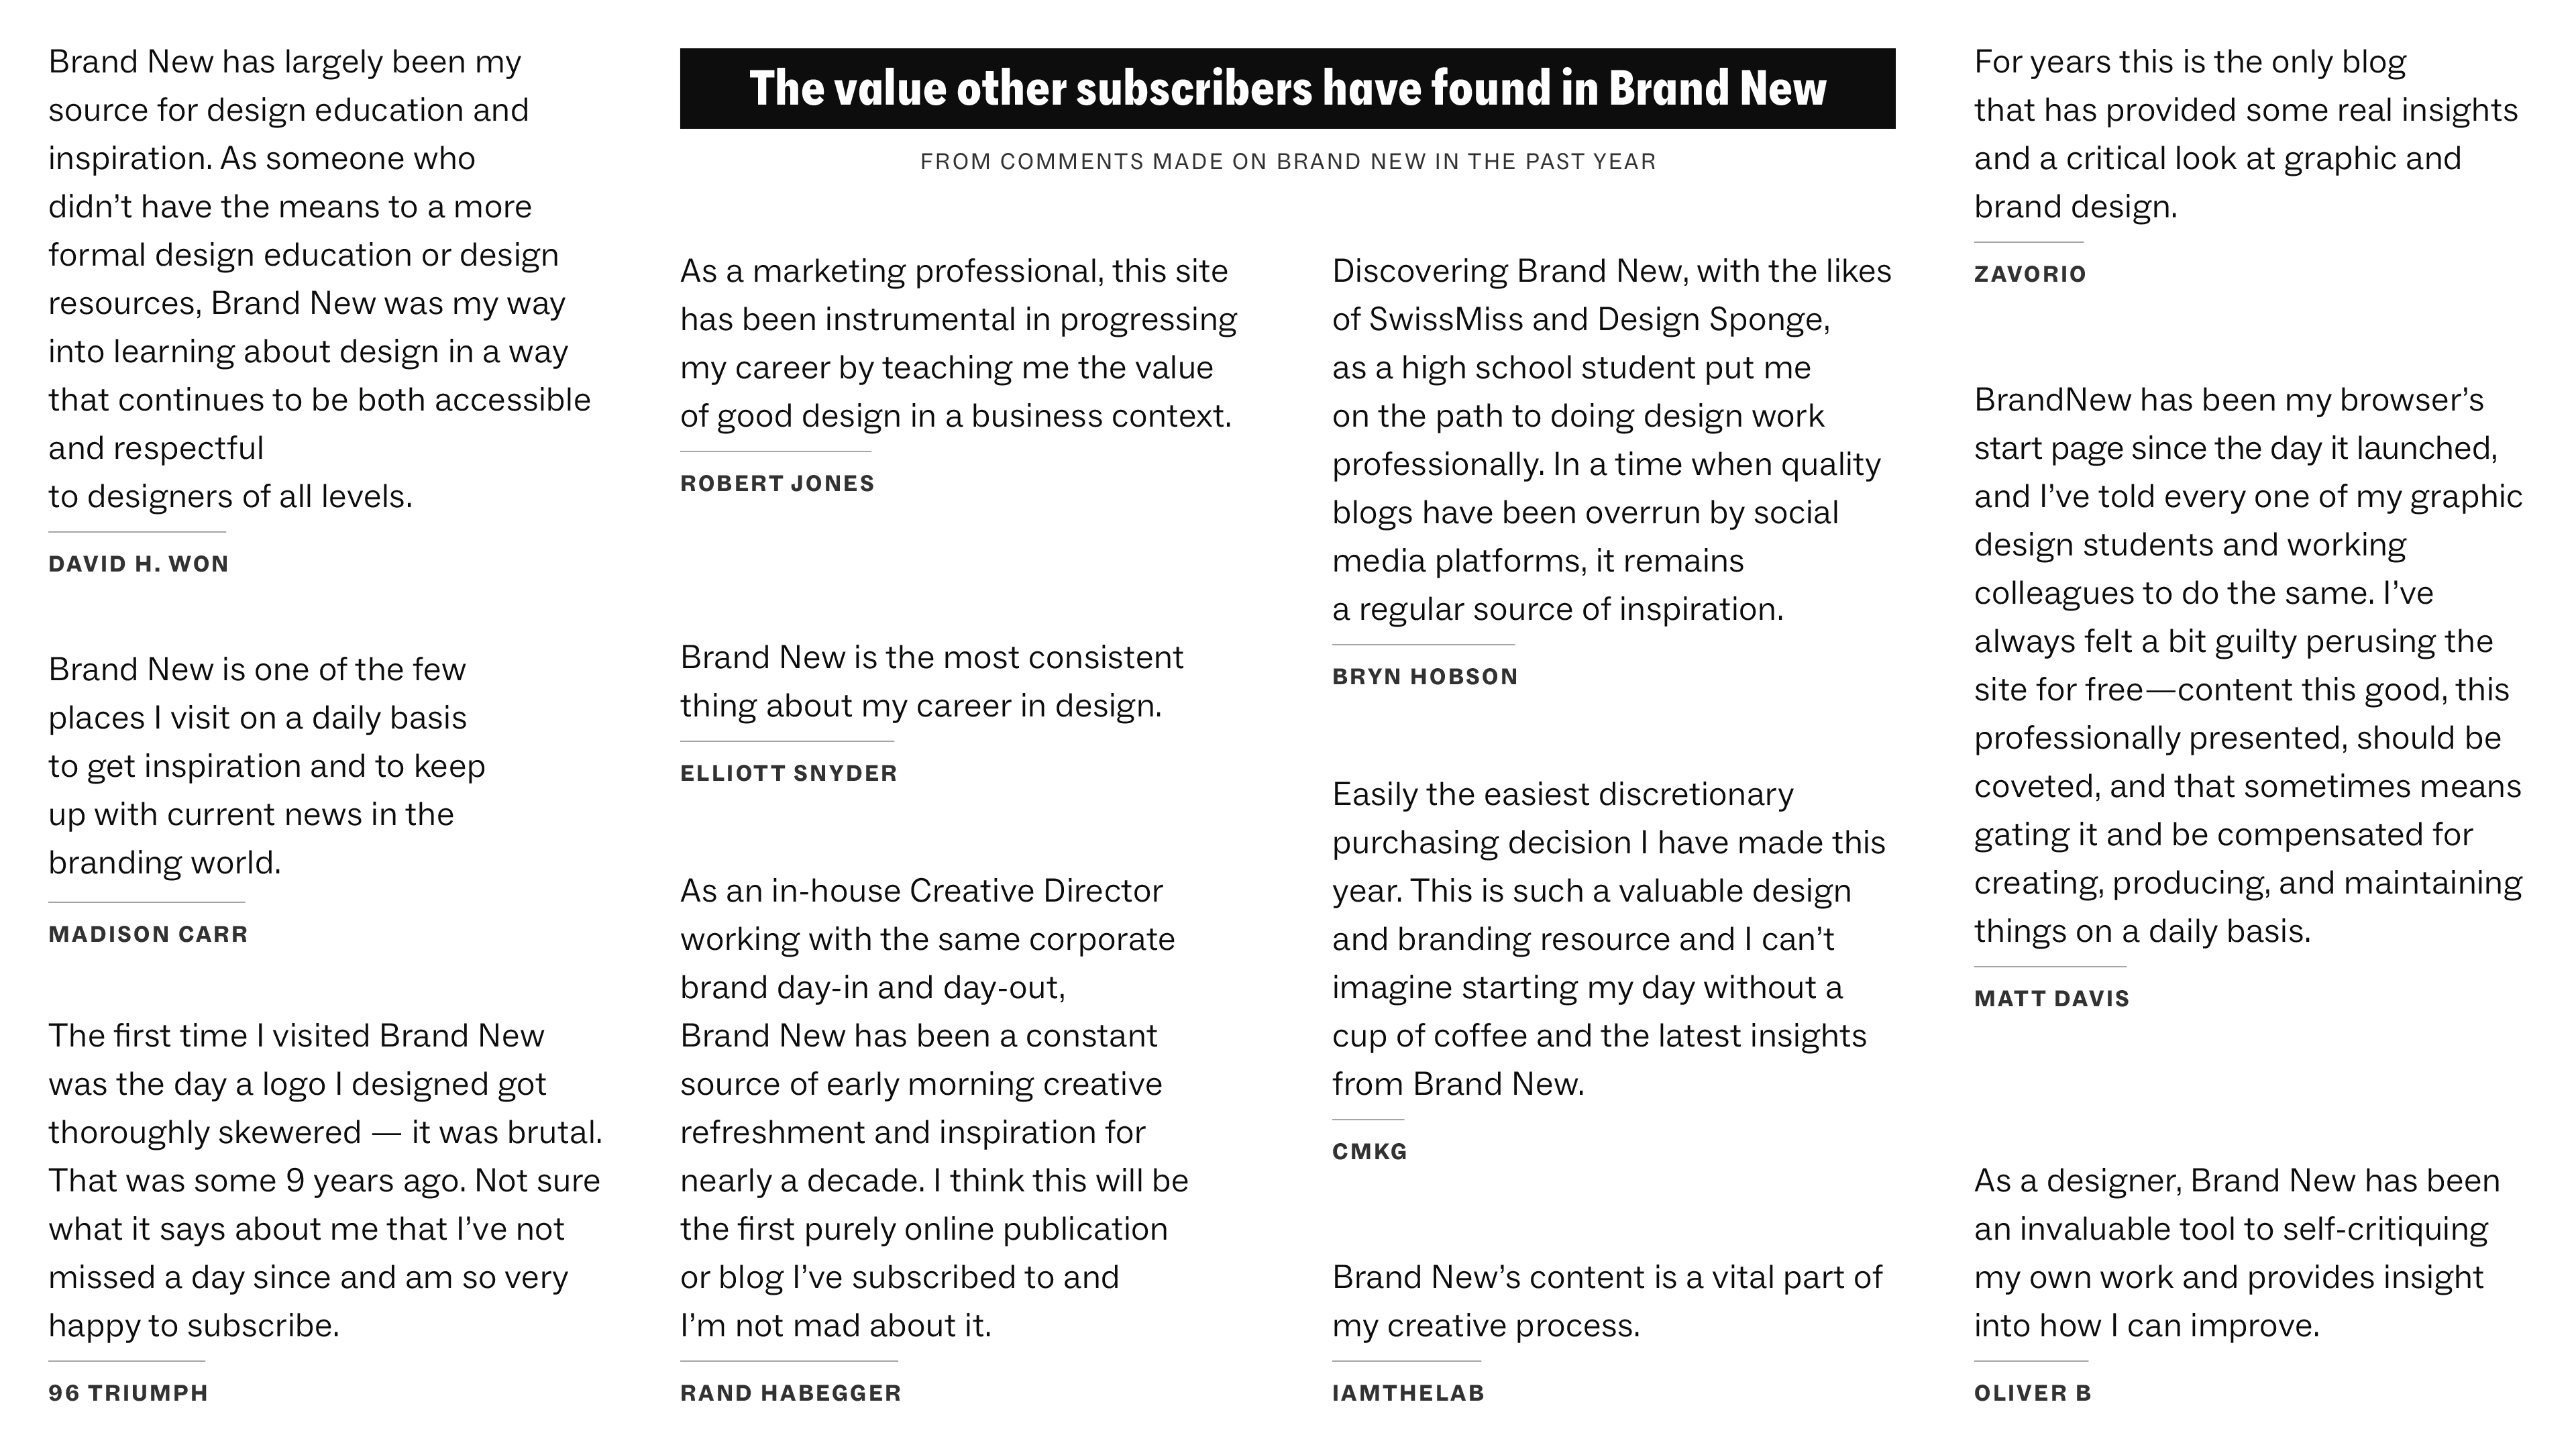 Brand New has largely been my
source for design education and
inspiration. As someone who
didn’t have the means to a more
formal design education or design
resources, Brand New was my way
into learning about design in a way
that continues to be both accessible
and respectful
to designers of all levels.
DAVID H. WON
Brand New is one of the few
places I visit on a daily basis
to get inspiration and to keep
up with current news in the
branding world.
MADISON CARR
The first time I visited Brand New
was the day a logo I designed got
thoroughly skewered — it was brutal.
That was some 9 years ago. Not sure
what it says about me that I’ve not
missed a day since and am so very
happy to subscribe.
96 TRIUMPH
The value other subscribers have found in Brand New
FROM COMMENTS MADE ON BRAND NEW IN THE PAST YEAR
As a marketing professional, this site
has been instrumental in progressing
my career by teaching me the value
of good design in a business context.
ROBERT JONES
Brand New is the most consistent
thing about my career in design.
ELLIOTT SNYDER
As an in-house Creative Director
working with the same corporate
brand day-in and day-out,
Brand New has been a constant
source of early morning creative
refreshment and inspiration for
nearly a decade. I think this will be
the first purely online publication
or blog I’ve subscribed to and
I’m not mad about it.
RAND HABEGGER
Discovering Brand New, with the likes
of SwissMiss and Design Sponge,
as a high school student put me
on the path to doing design work
professionally. In a time when quality
blogs have been overrun by social
media platforms, it remains
a regular source of inspiration.
BRYN HOBSON
Easily the easiest discretionary
purchasing decision I have made this
year. This is such a valuable design
and branding resource and I can’t
imagine starting my day without a
cup of coffee and the latest insights
from Brand New.
CMKG
Brand New’s content is a vital part of
my creative process.
IAMTHELAB
For years this is the only blog
that has provided some real insights
and a critical look at graphic and
brand design.
ZAVORIO
BrandNew has been my browser’s
start page since the day it launched,
and I’ve told every one of my graphic
design students and working
colleagues to do the same. I’ve
always felt a bit guilty perusing the
site for free—content this good, this
professionally presented, should be
coveted, and that sometimes means
gating it and be compensated for
creating, producing, and maintaining
things on a daily basis.
MATT DAVIS
As a designer, Brand New has been
an invaluable tool to self-critiquing
my own work and provides insight
into how I can improve.
OLIVER B